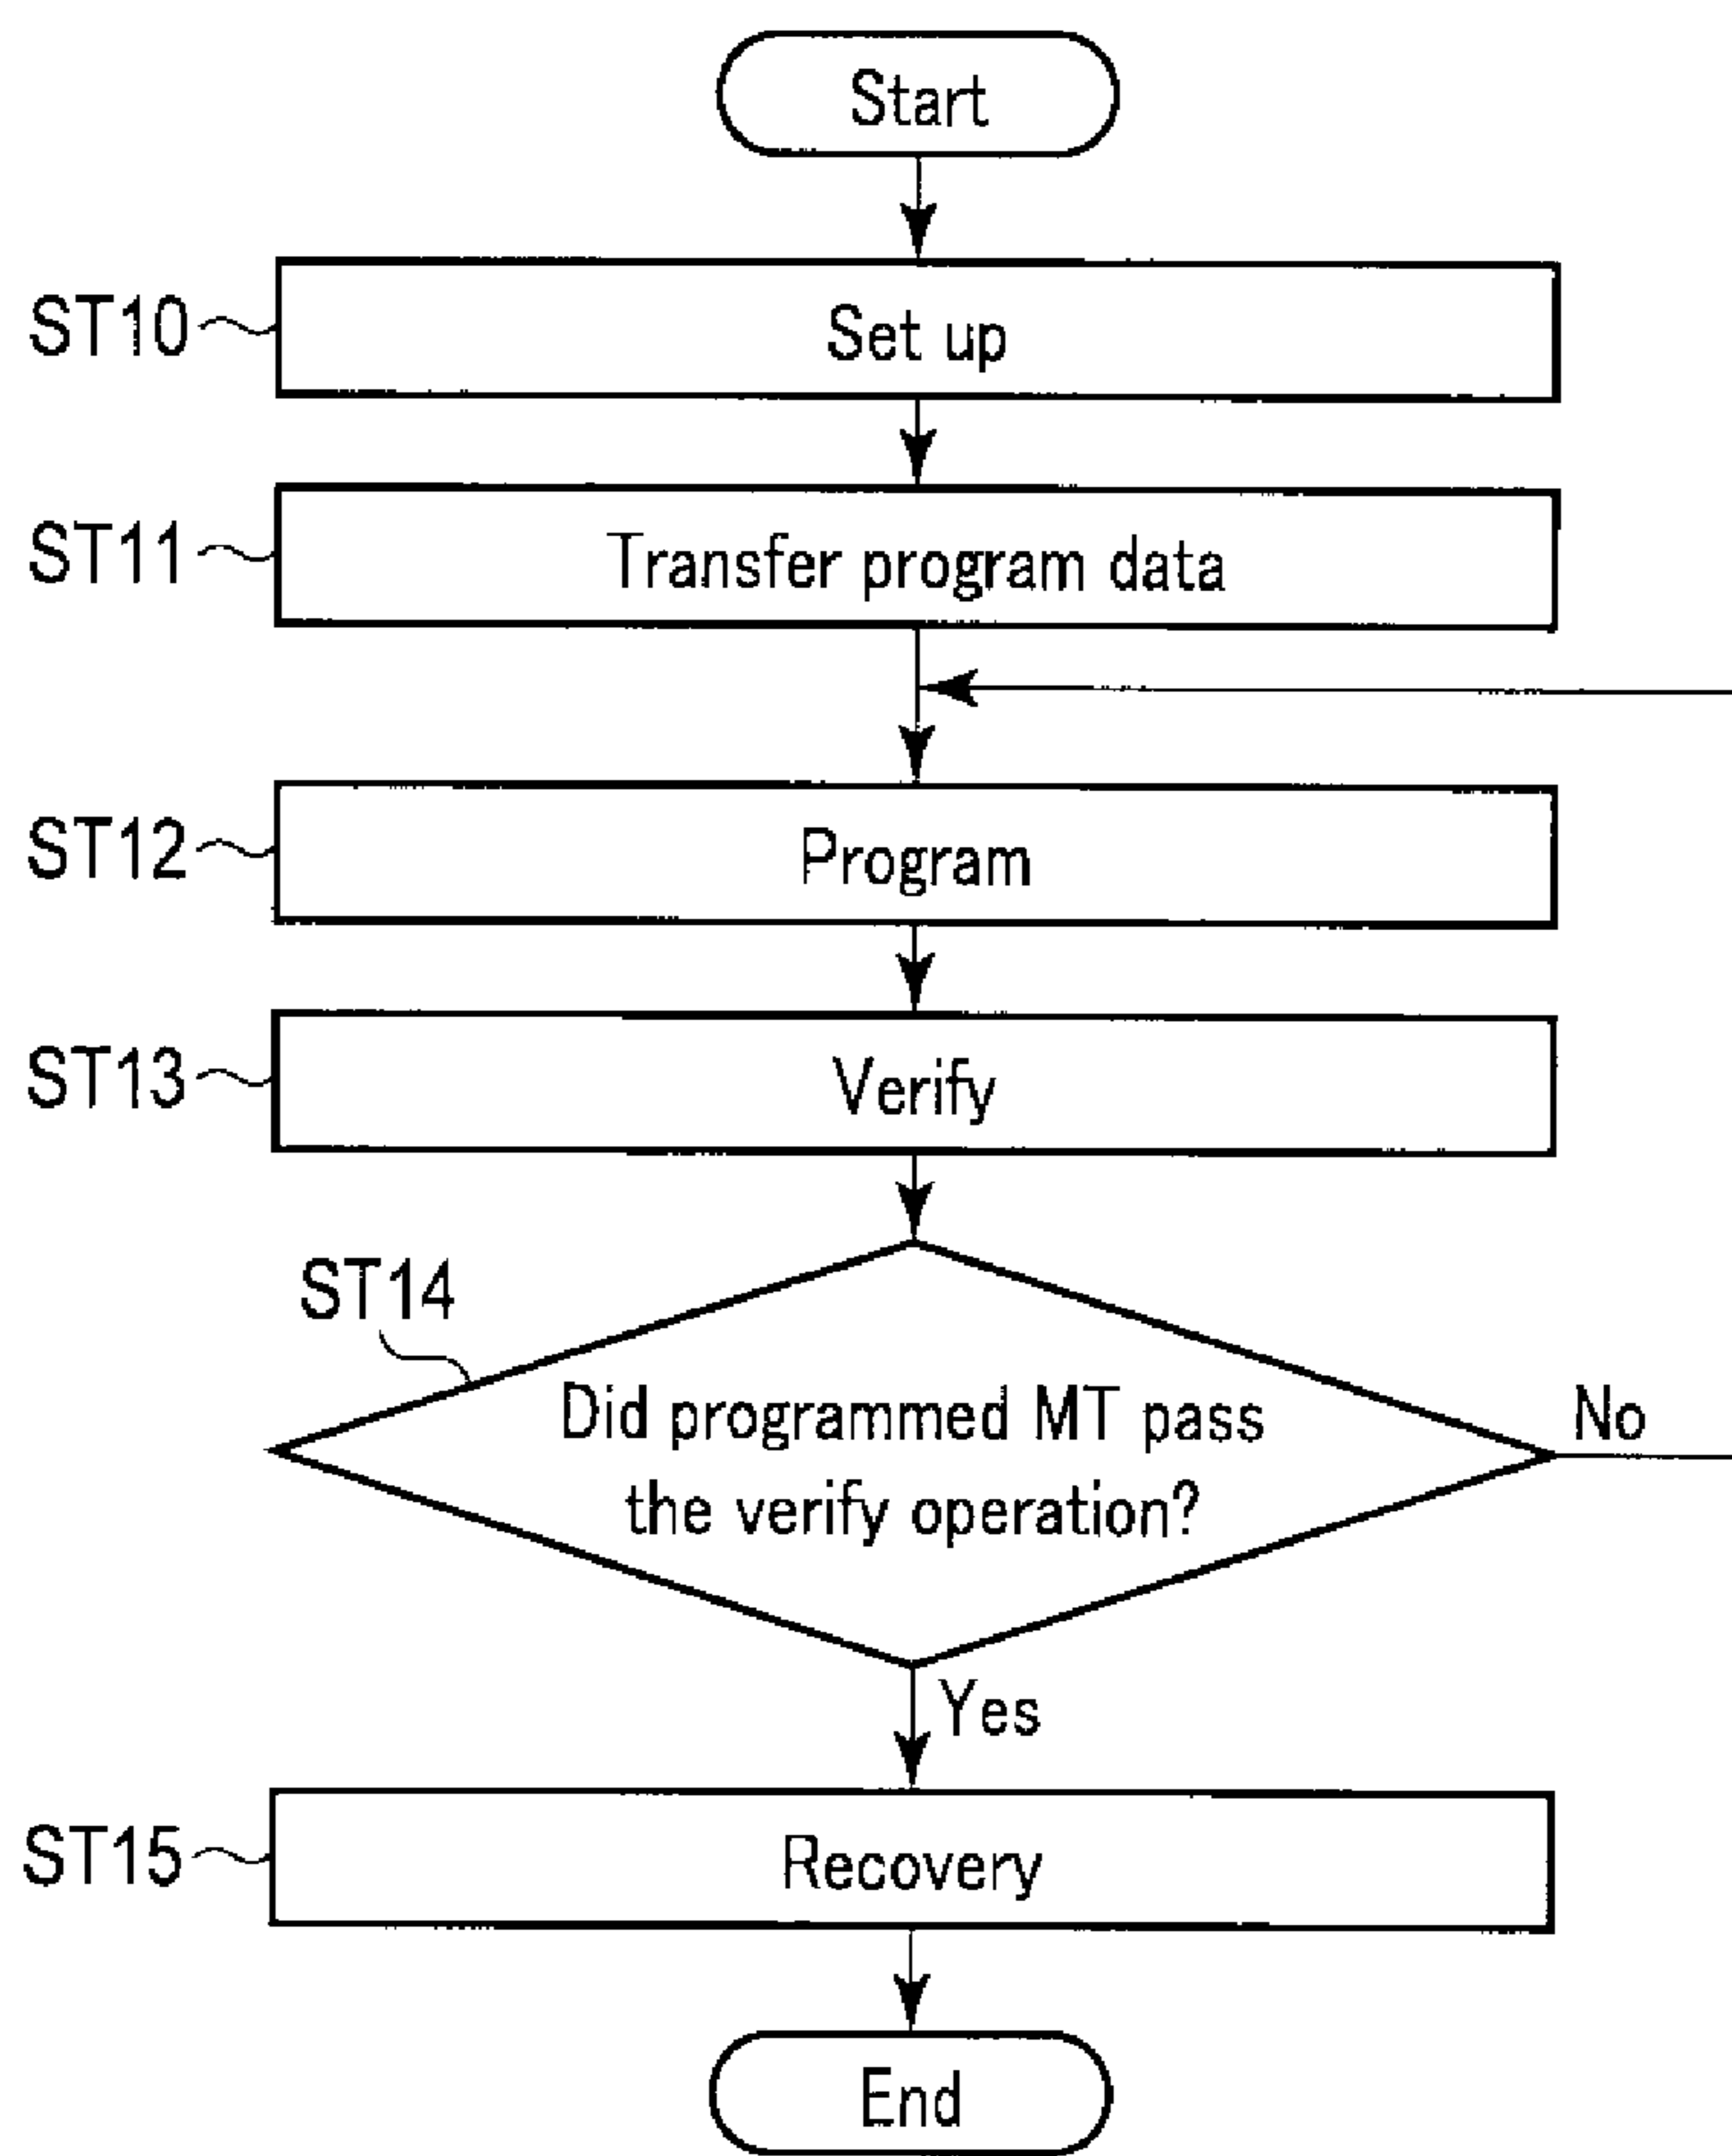 Start
ST10
Set up
ST11
Transfer program data
ST12
Program
ST13
Verify
ST14
Did programmed MT pass
the verify operation?
No
Yes
ST15
Recovery
End